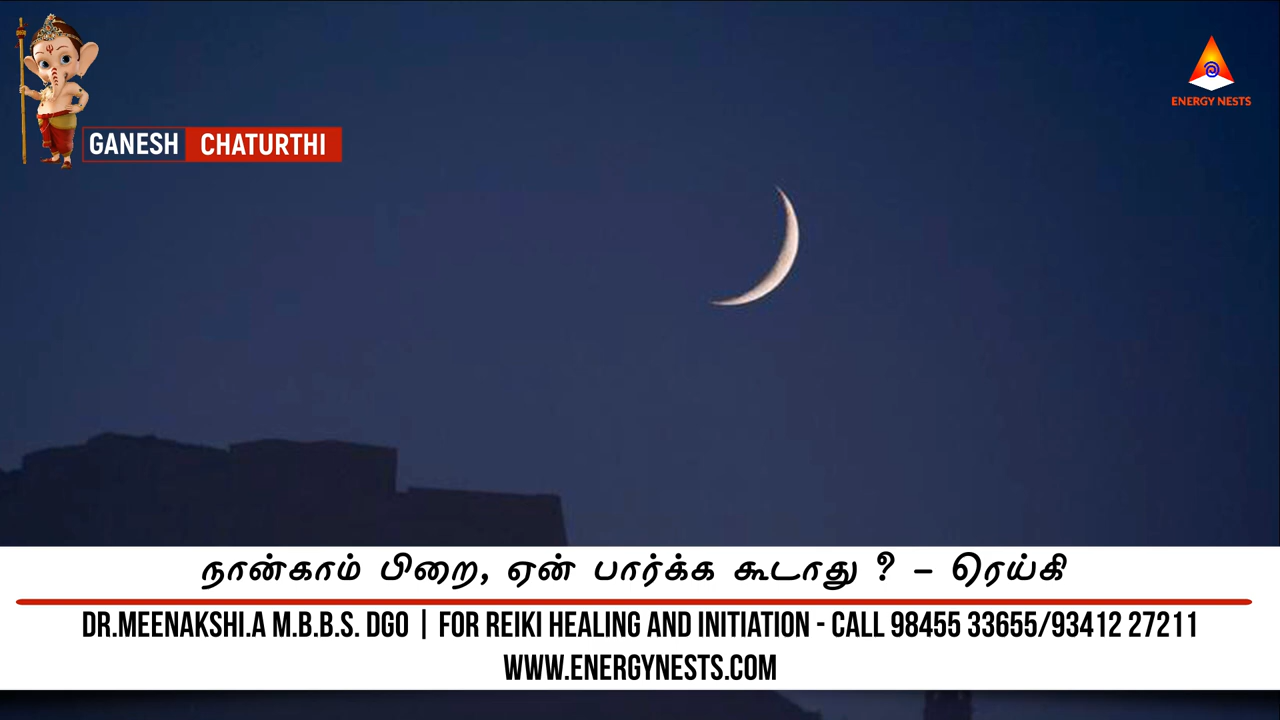 GANESH CHATURTHI
ENERGY NESTS
நான்காம் பிறை, ஏன் பார்க்க கூடாது ? – ரெய்கி
DR.MEENAKSHI.A M.B.B.S. DGO | FOR REIKI HEALING AND INITIATION - CALL 98455 33655/93412 27211
WWW.ENERGYNESTS.COM